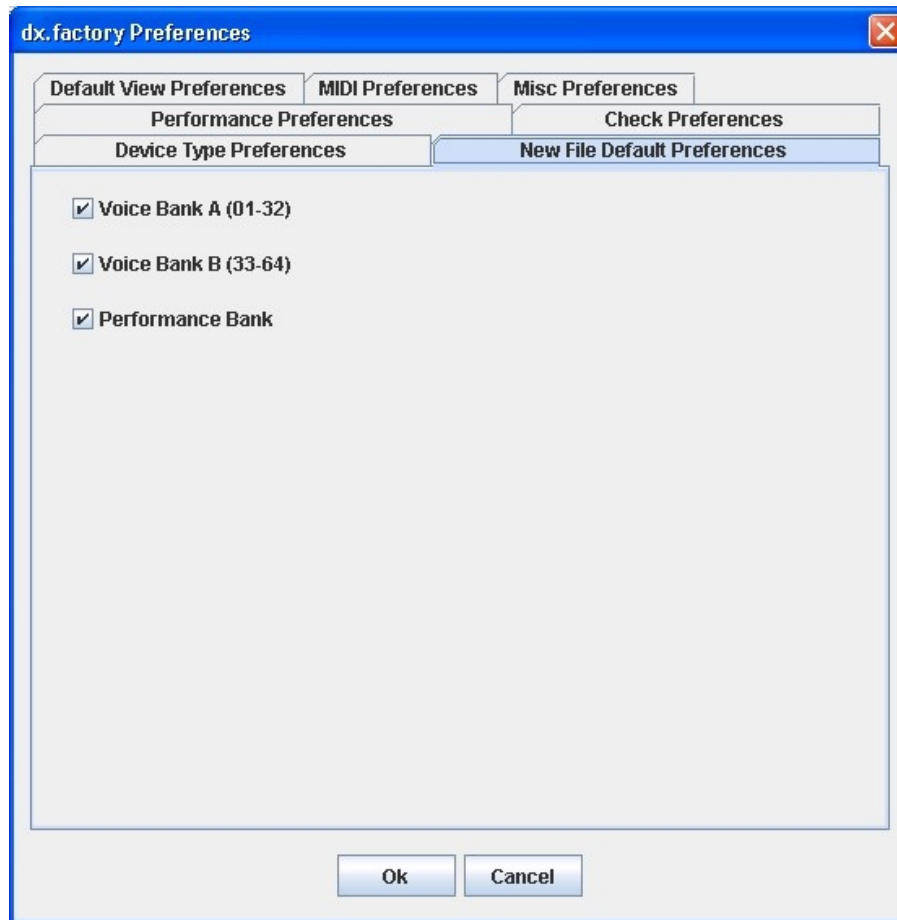 dx.factory Preferences
Default View Preferences MIDI Preferences Misc Preferences
Performance Preferences Check Preferences
Device Type Preferences New File Default Preferences
Voice Bank A (01-32)
Voice Bank B (33-64)
Performance Bank
Ok Cancel